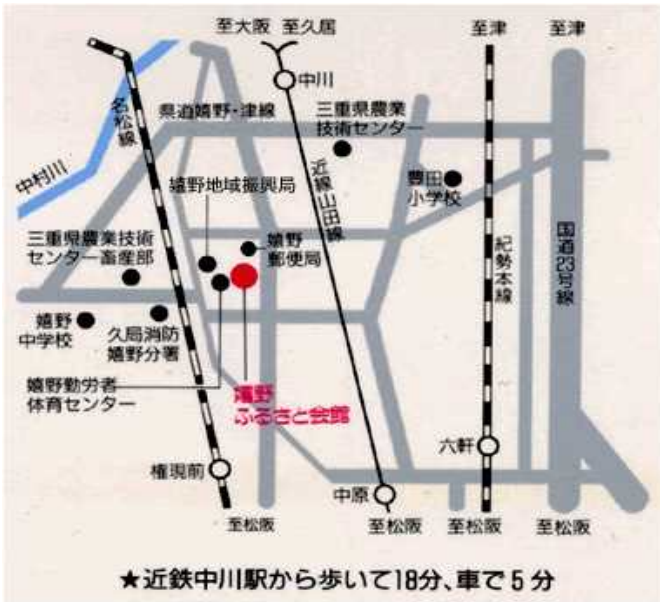 至大阪 至久居
至津
至津
中川
名松線
県道嬉野・津線
三重県農業
技術センター
中村川
近線山田線
嬉野地域振興局
豊田
小学校
嬉野
郵便局
三重県農業技術
センター畜産部
紀勢本線
国道23号線
嬉野
中学校
久局消防
嬉野分署
嬉野勤労者
体育センター
嬉野
ふるさと会館
六軒
権現前
中原
至松阪
至松阪
至松阪
至松阪
★近鉄中川駅から歩いて18分、車で5分